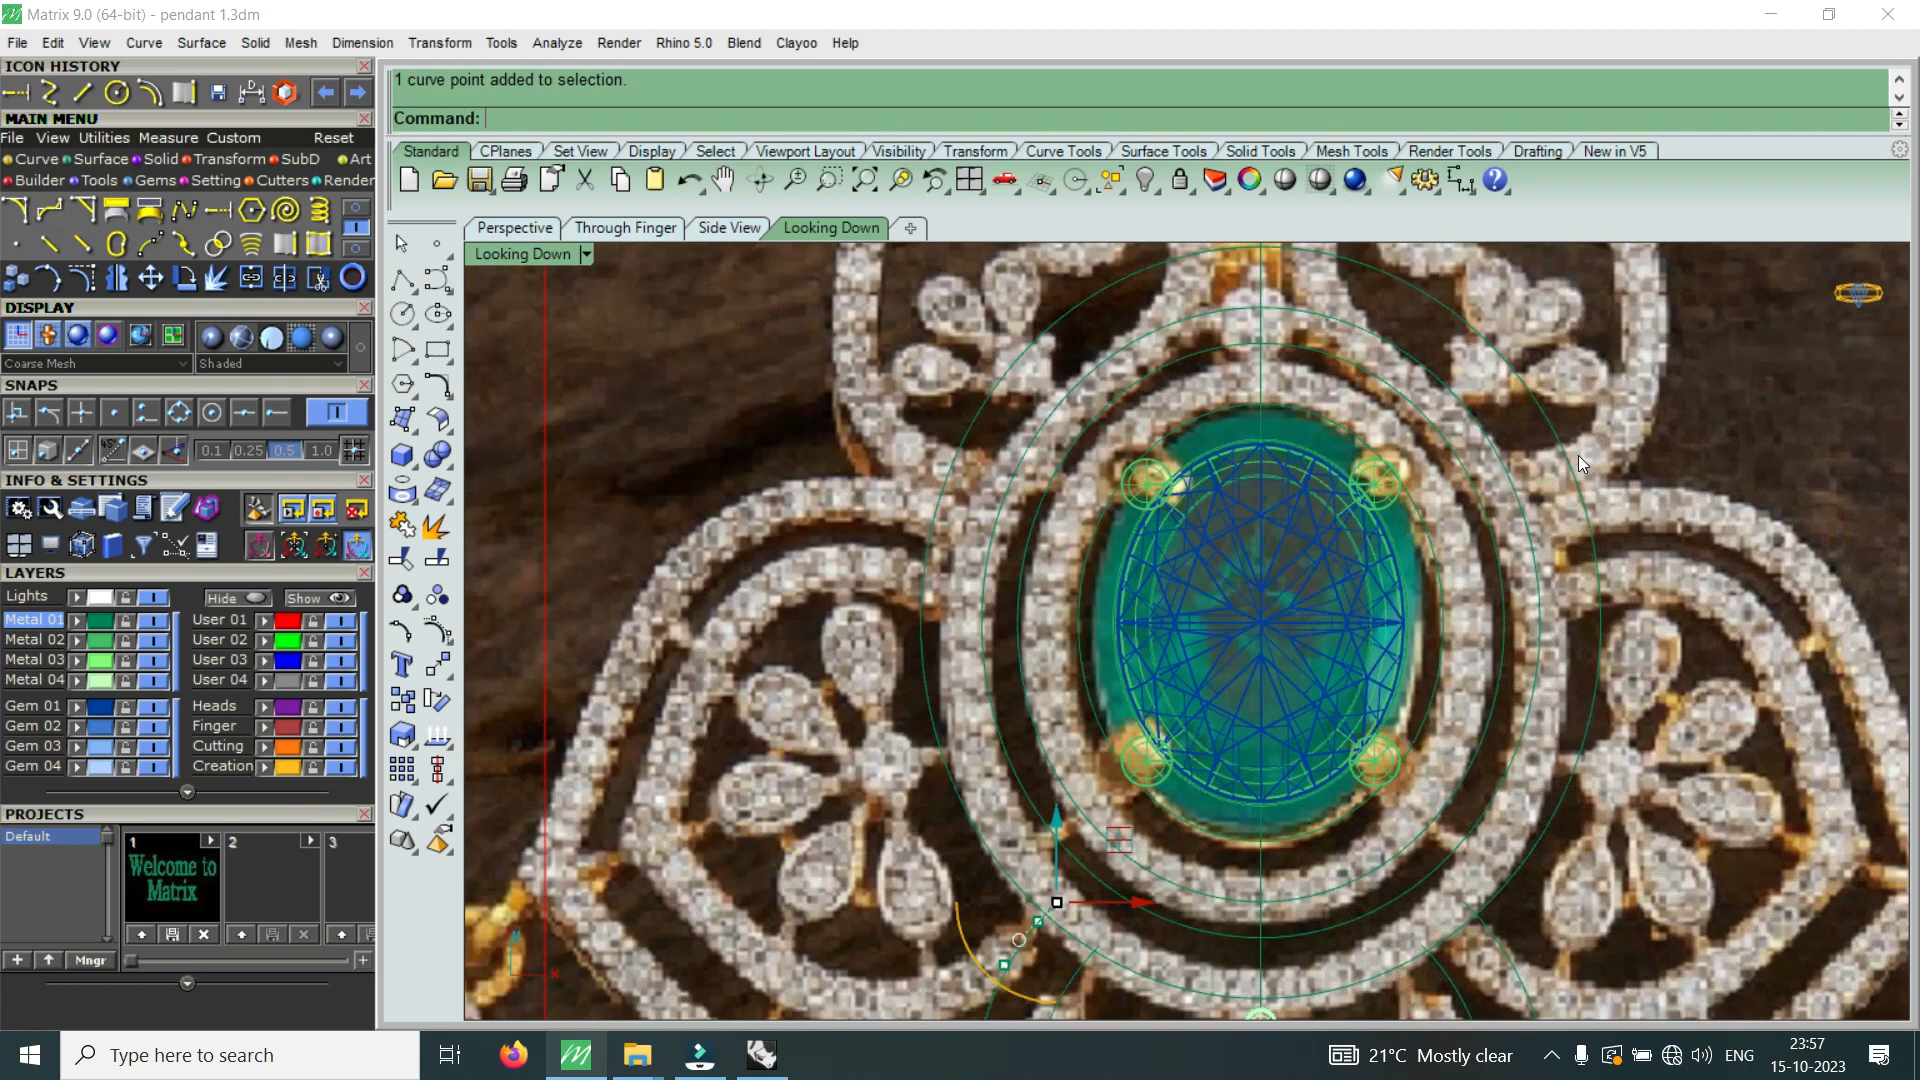 Matrix 9.0 (64-bit) - pendant 1.3dm
File Edit View Curve Surface Solid Mesh Dimension Transform Tools Analyze Render Rhino 5.0 Blend Clayoo Help
ICON HISTORY
1 curve point added to selection.
Command:
MAIN MENU
File View Utilities Measure Custom Reset
Curve Surface Solid Transform SubD Art
Builder Tools Gems Setting Cutters Render
Standard CPlanes Set View Display Select Viewport Layout Visibility Transform Curve Tools Surface Tools Solid Tools Mesh Tools Render Tools Drafting New in V5
Perspective Through Finger Side View Looking Down
Looking Down
DISPLAY
Coarse Mesh Shaded
SNAPS
45°
0.1 0.25 0.5 1.0
INFO & SETTINGS
LAYERS
Lights Hide Show
Metal 01 User 01
Metal 02 User 02
Metal 03 User 03
Metal 04 User 04
Gem 01 Heads
Gem 02 Finger
Gem 03 Cutting
Gem 04 Creation
PROJECTS
Default 1 2 3
Welcome to
Matrix
Mngr
Type here to search
21°C Mostly clear
ENG
23:57
15-10-2023